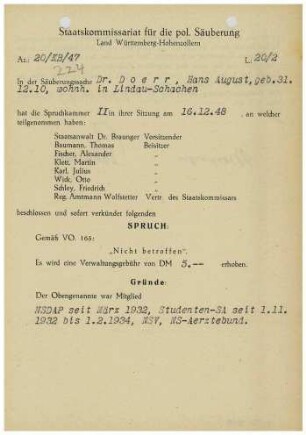 Staatskommissariat für die pol. Säuberung
Land Württemberg-Hohenzollern
Az.: 20/ZB/47 L. 20/2
224
In der Säuberungssache Dr. D o e r r , Hans August, geb. 31.
12.10, wohnh. in Lindau-Schachen
hat die Spruchkammer II in ihrer Sitzung am 16.12.48 , an welcher
teilgenommen haben:
Staatsanwalt Dr. Braunger Vorsitzender
Baumann, Thomas Beisitzer
Fischer, Alexander "
Klett, Martin "
Karl, Julius "
Wick, Otto "
Schley, Friedrich "
Reg. Amtmann Walfstetter Vertr. des Staatskommissars
beschlossen und sofort verkündet folgenden
SPRUCH:
Gemäß VO. 165:
„Nicht betroffen".
Es wird eine Verwaltungsgebühr von DM 5.-- erhoben.
Gründe:
Der Obengenannte war Mitglied
NSDAP seit März 1932, Studenten-SA seit 1.11.
1932 bis 1.2.1934, NSV, NS-Aerztebund.